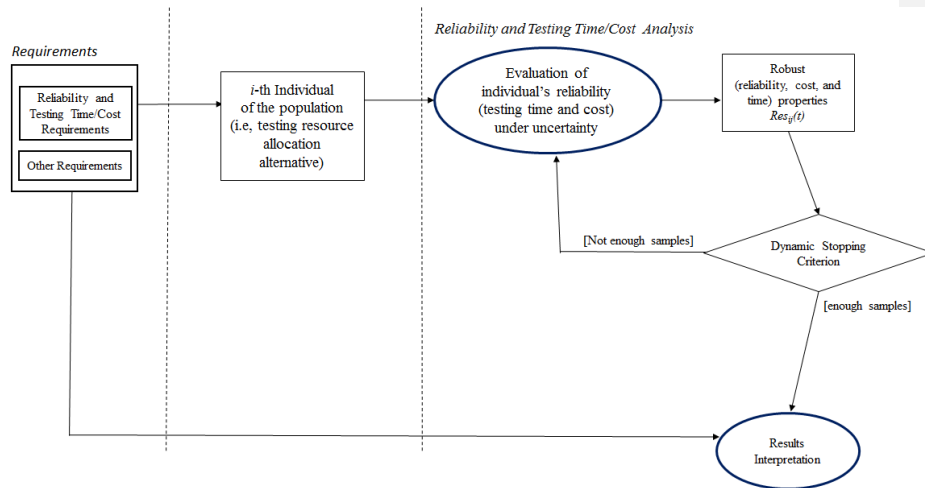 Reliability and Testing Time/Cost Analysis
Requirements
Reliability and
Testing Time/Cost
Requirements
Other Requirements
i-th Individual
of the population
(i.e, testing resource
allocation
alternative)
Evaluation of
individual's reliability
(testing time and cost)
under uncertainty
Robust
(reliability, cost, and
time) properties
Res_ij(t)
[Not enough samples]
Dynamic Stopping
Criterion
[enough samples]
Results
Interpretation